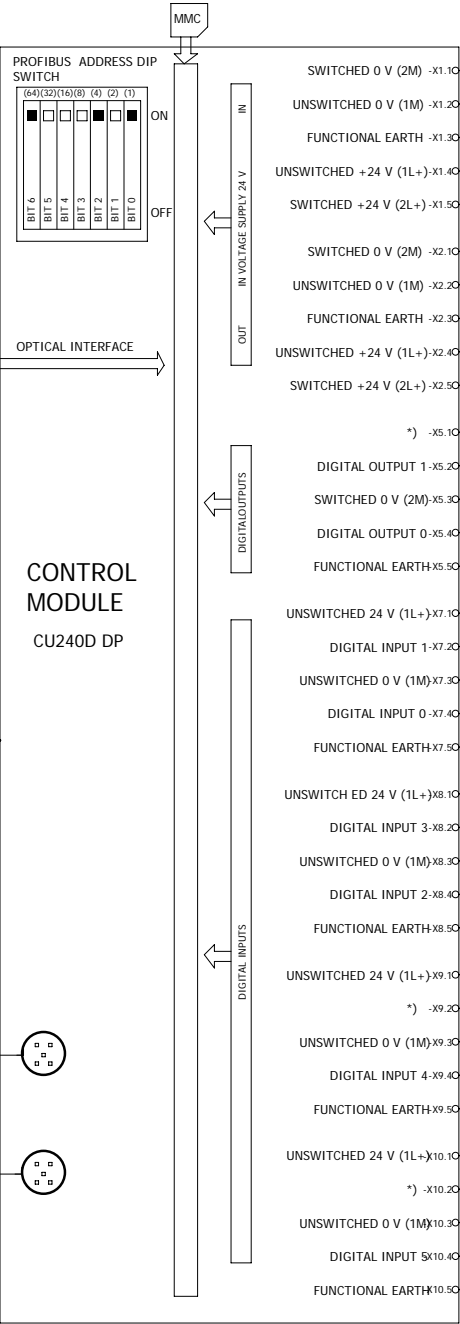 MMC
PROFIBUS ADDRESS DIP
SWITCH
(64)(32)(16)(8) (4) (2) (1)
ON
OFF
BIT 6
BIT 5
BIT 4
BIT 3
BIT 2
BIT 1
BIT 0
OPTICAL INTERFACE
CONTROL
MODULE
CU240D DP
IN
IN VOLTAGE SUPPLY 24 V
OUT
DIGITALOUTPUTS
DIGITAL INPUTS
SWITCHED 0 V (2M) -X1.1
UNSWITCHED 0 V (1M) -X1.2
FUNCTIONAL EARTH -X1.3
UNSWITCHED +24 V (1L+) -X1.4
SWITCHED +24 V (2L+) -X1.5
SWITCHED 0 V (2M) -X2.1
UNSWITCHED 0 V (1M) -X2.2
FUNCTIONAL EARTH -X2.3
UNSWITCHED +24 V (1L+) -X2.4
SWITCHED +24 V (2L+) -X2.5
*) -X5.1
DIGITAL OUTPUT 1 -X5.2
SWITCHED 0 V (2M) -X5.3
DIGITAL OUTPUT 0 -X5.4
FUNCTIONAL EARTH -X5.5
UNSWITCHED 24 V (1L+) -X7.1
DIGITAL INPUT 1 -X7.2
UNSWITCHED 0 V (1M) -X7.3
DIGITAL INPUT 0 -X7.4
FUNCTIONAL EARTH -X7.5
UNSWITCH ED 24 V (1L+) -X8.1
DIGITAL INPUT 3 -X8.2
UNSWITCHED 0 V (1M) -X8.3
DIGITAL INPUT 2 -X8.4
FUNCTIONAL EARTH -X8.5
UNSWITCHED 24 V (1L+) -X9.1
*) -X9.2
UNSWITCHED 0 V (1M) -X9.3
DIGITAL INPUT 4 -X9.4
FUNCTIONAL EARTH -X9.5
UNSWITCHED 24 V (1L+) -X10.1
*) -X10.2
UNSWITCHED 0 V (1M) -X10.3
DIGITAL INPUT 5 -X10.4
FUNCTIONAL EARTH -X10.5